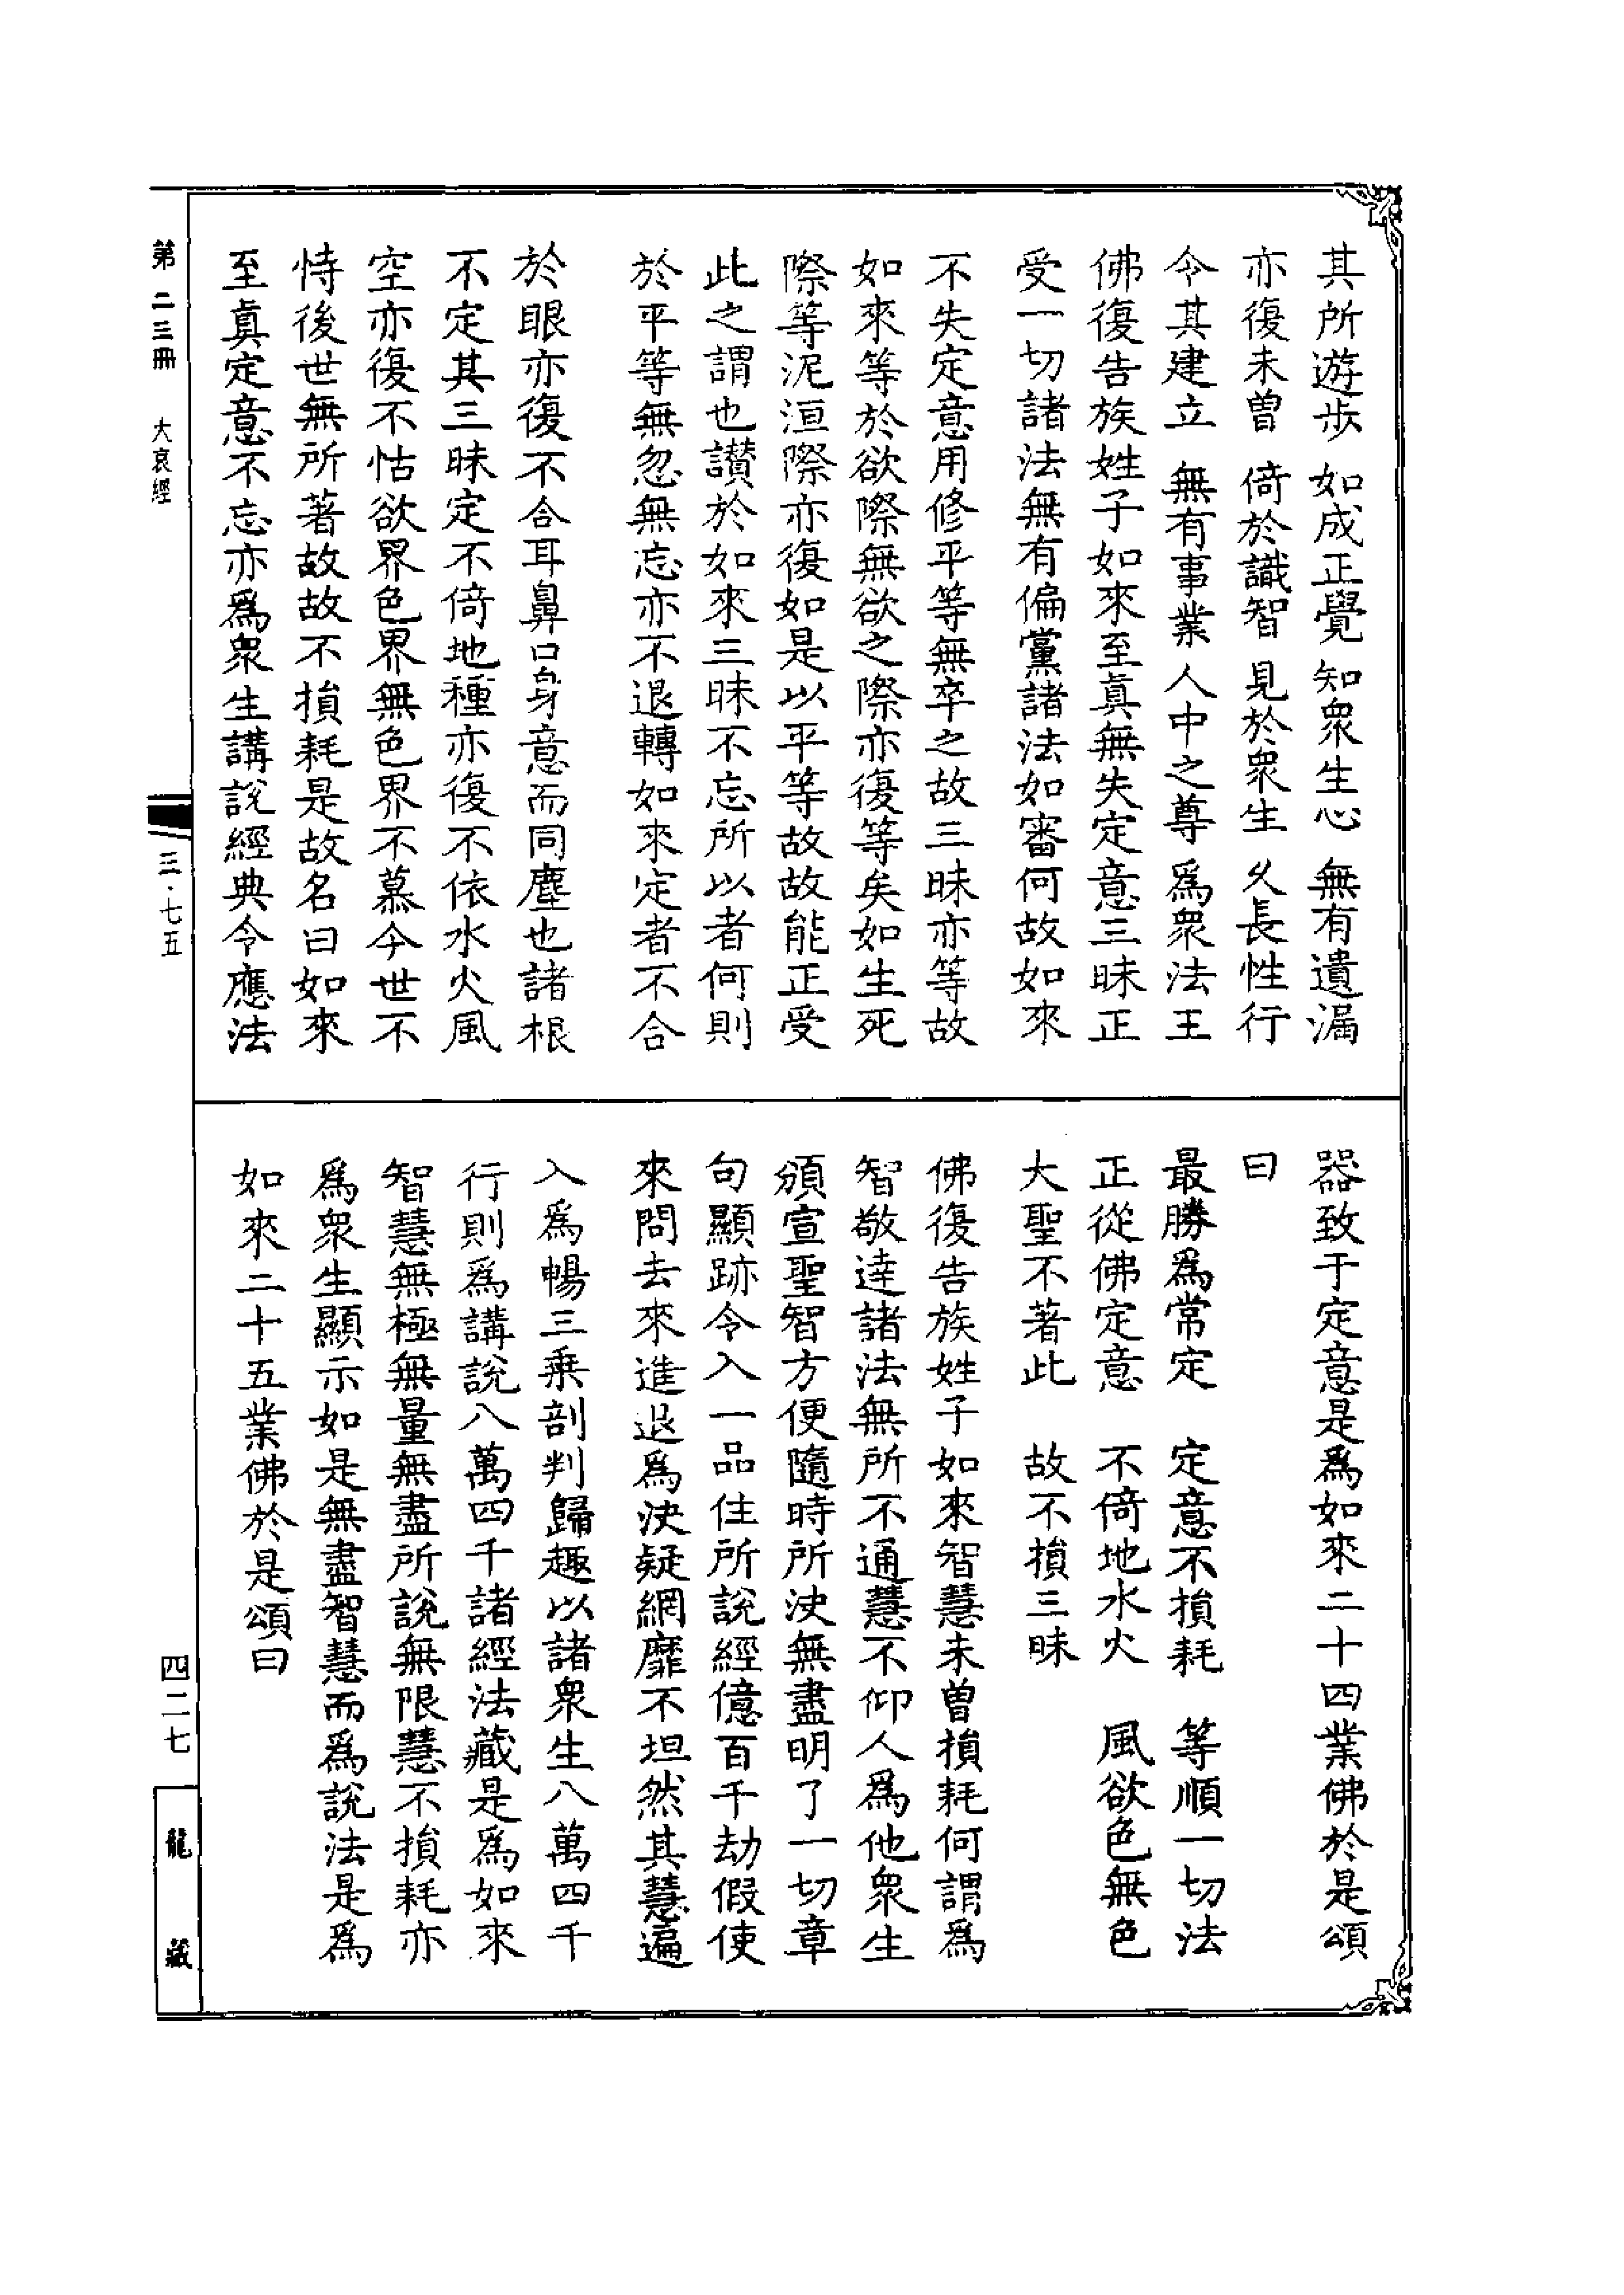 其所遊步　如成正覺　知衆生心　無有遺漏
亦復未曾　倚於識智　見於衆生　久長性行
令其建立　無有事業　人中之尊　爲衆法王
佛復告族姓子如來至真無失定意三昧正
受一切諸法無有偏黨諸法如審何故如來
不失定意用修平等無卒之故三昧亦等故
如來等於欲際無欲之際亦復等矣如生死
際等泥洹際亦復如是以平等故故能正受
此之謂也讃於如來三昧不忘所以者何則
於平等無忽無忘亦不退轉如來定者不合
於眼亦復不合耳鼻口身意而同塵也諸根
不定其三昧定不倚地種亦復不依水火風
空亦復不怙欲界色界無色界不慕今世不
恃後世無所著故故不損耗是故名曰如來
至真定意不忘亦爲衆生講説經典令應法
器致于定意是爲如來二十四業佛於是頌
曰
最勝爲常定　定意不損耗　等順一切法
正從佛定意　不倚地水火　風欲色無色
大聖不著此　故不損三昧
佛復告族姓子如來智慧未曾損耗何謂爲
智敬達諸法無所不通慧不仰人爲他衆生
頒宣聖智方便隨時所決無盡明了一切章
句顯跡令入一品住所説經億百千劫假使
來問去來進退爲決疑網靡不坦然其慧遍
入爲暢三乘剖判歸趣以諸衆生八萬四千
行則爲講説八萬四千諸經法藏是爲如來
智慧無極無量無盡所説無限慧不損耗亦
爲衆生顯示如是無盡智慧而爲説法是爲
如來二十五業佛於是頌曰
第二三冊　大哀經
三・七五
四二七
龍藏